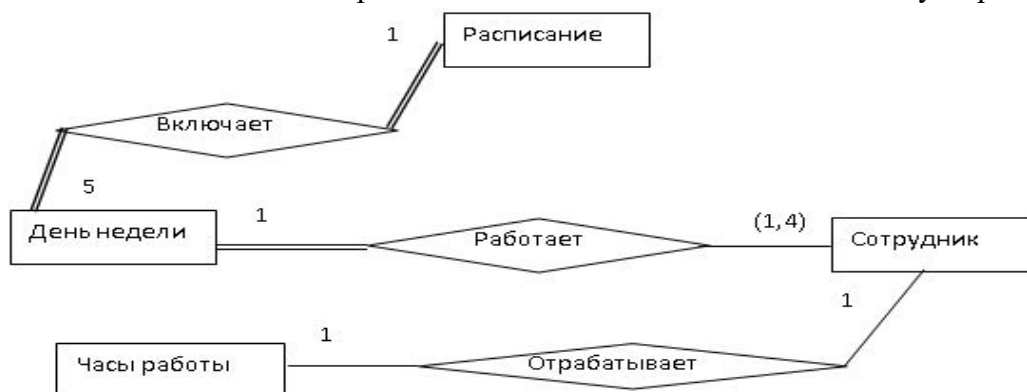 1
Расписание
Включает
5
День недели
1
Работает
(1,4)
Сотрудник
1
1
Часы работы
Отрабатывает